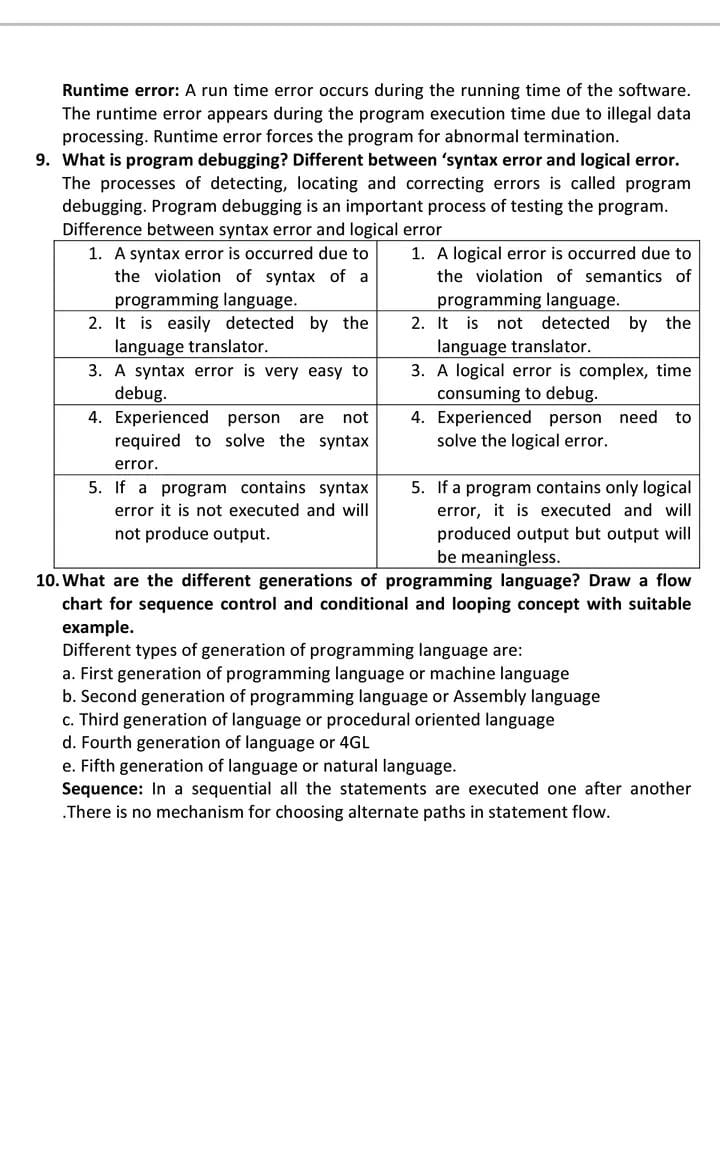 Runtime error: A run time error occurs during the running time of the software.
The runtime error appears during the program execution time due to illegal data
processing. Runtime error forces the program for abnormal termination.
9. What is program debugging? Different between ‘syntax error and logical error.
The processes of detecting, locating and correcting errors is called program
debugging. Program debugging is an important process of testing the program.
Difference between syntax error and logical error
1. A syntax error is occurred due to
the violation of syntax of a
programming language.
1. A logical error is occurred due to
the violation of semantics of
programming language.
2. It is easily detected by the
language translator.
2. It is not detected by the
language translator.
3. A syntax error is very easy to
debug.
3. A logical error is complex, time
consuming to debug.
4. Experienced person are not
required to solve the syntax
error.
4. Experienced person need to
solve the logical error.
5. If a program contains syntax
error it is not executed and will
not produce output.
5. If a program contains only logical
error, it is executed and will
produced output but output will
be meaningless.
10. What are the different generations of programming language? Draw a flow
chart for sequence control and conditional and looping concept with suitable
example.
Different types of generation of programming language are:
a. First generation of programming language or machine language
b. Second generation of programming language or Assembly language
c. Third generation of language or procedural oriented language
d. Fourth generation of language or 4GL
e. Fifth generation of language or natural language.
Sequence: In a sequential all the statements are executed one after another
.There is no mechanism for choosing alternate paths in statement flow.